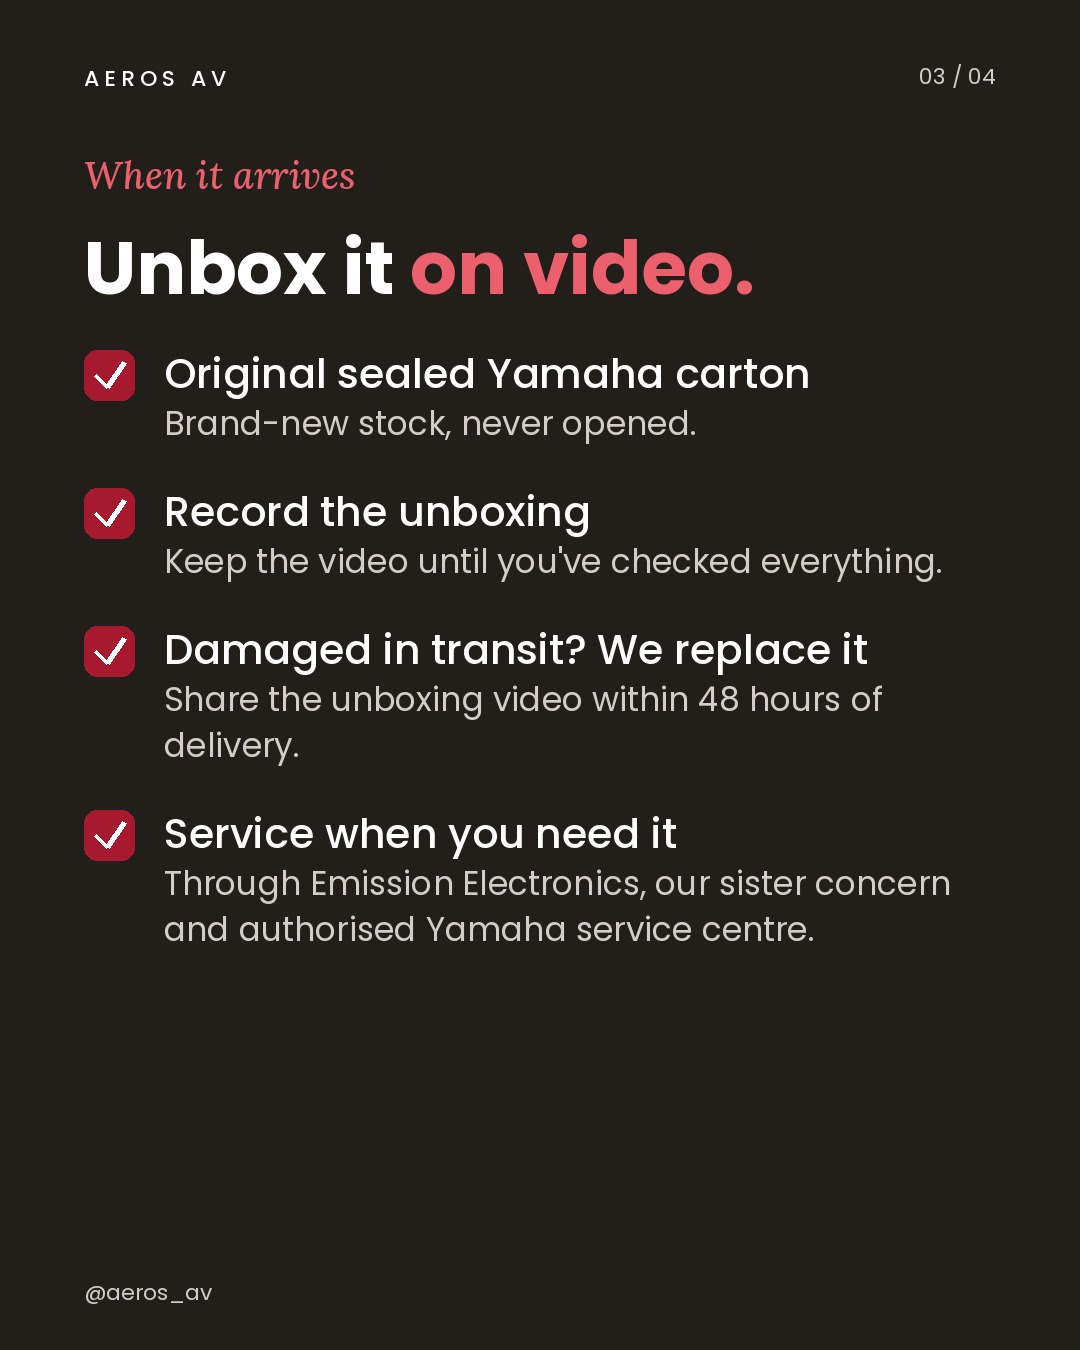 AEROS AV
03 / 04
When it arrives
Unbox it on video.
Original sealed Yamaha carton
Brand-new stock, never opened.
Record the unboxing
Keep the video until you've checked everything.
Damaged in transit? We replace it
Share the unboxing video within 48 hours of
delivery.
Service when you need it
Through Emission Electronics, our sister concern
and authorised Yamaha service centre.
@aeros_av